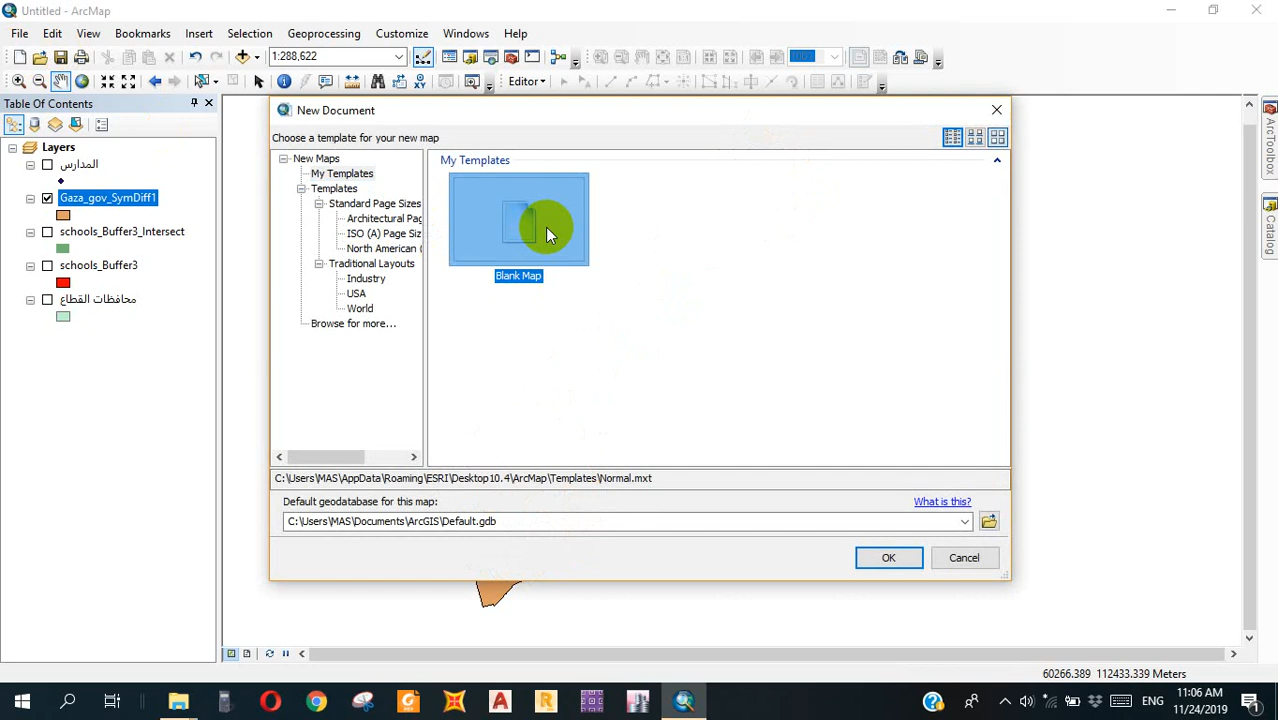 Untitled - ArcMap
File Edit View Bookmarks Insert Selection Geoprocessing Customize Windows Help
1:288,622
Editor
Table Of Contents
Layers
المدارس
Gaza_gov_SymDiff1
schools_Buffer3_Intersect
schools_Buffer3
محافظات القطاع
New Document
Choose a template for your new map
New Maps
My Templates
Templates
Standard Page Sizes
Architectural Pag
ISO (A) Page Siz
North American (
Traditional Layouts
Industry
USA
World
Browse for more...
My Templates
Blank Map
C:\Users\MAS\AppData\Roaming\ESRI\Desktop10.4\ArcMap\Templates\Normal.mxt
Default geodatabase for this map:
What is this?
C:\Users\MAS\Documents\ArcGIS\Default.gdb
OK
Cancel
ArcToolbox
Catalog
60266.389 112433.339 Meters
ENG
11:06 AM
11/24/2019